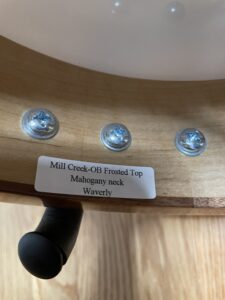 Mill Creek-OB Frosted Top
Mahogany neck
Waverly